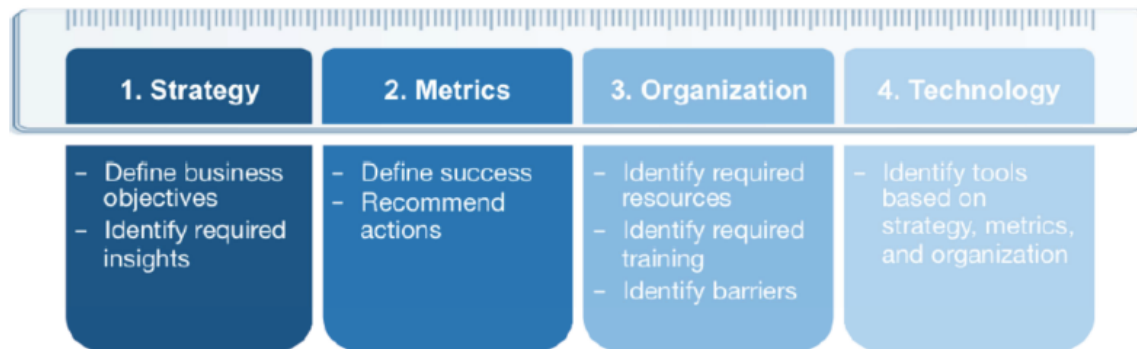 1. Strategy
2. Metrics
3. Organization
4. Technology
– Define business
objectives
– Identify required
insights
– Define success
– Recommend
actions
– Identify required
resources
– Identify required
training
– Identify barriers
– Identify tools
based on
strategy, metrics,
and organization